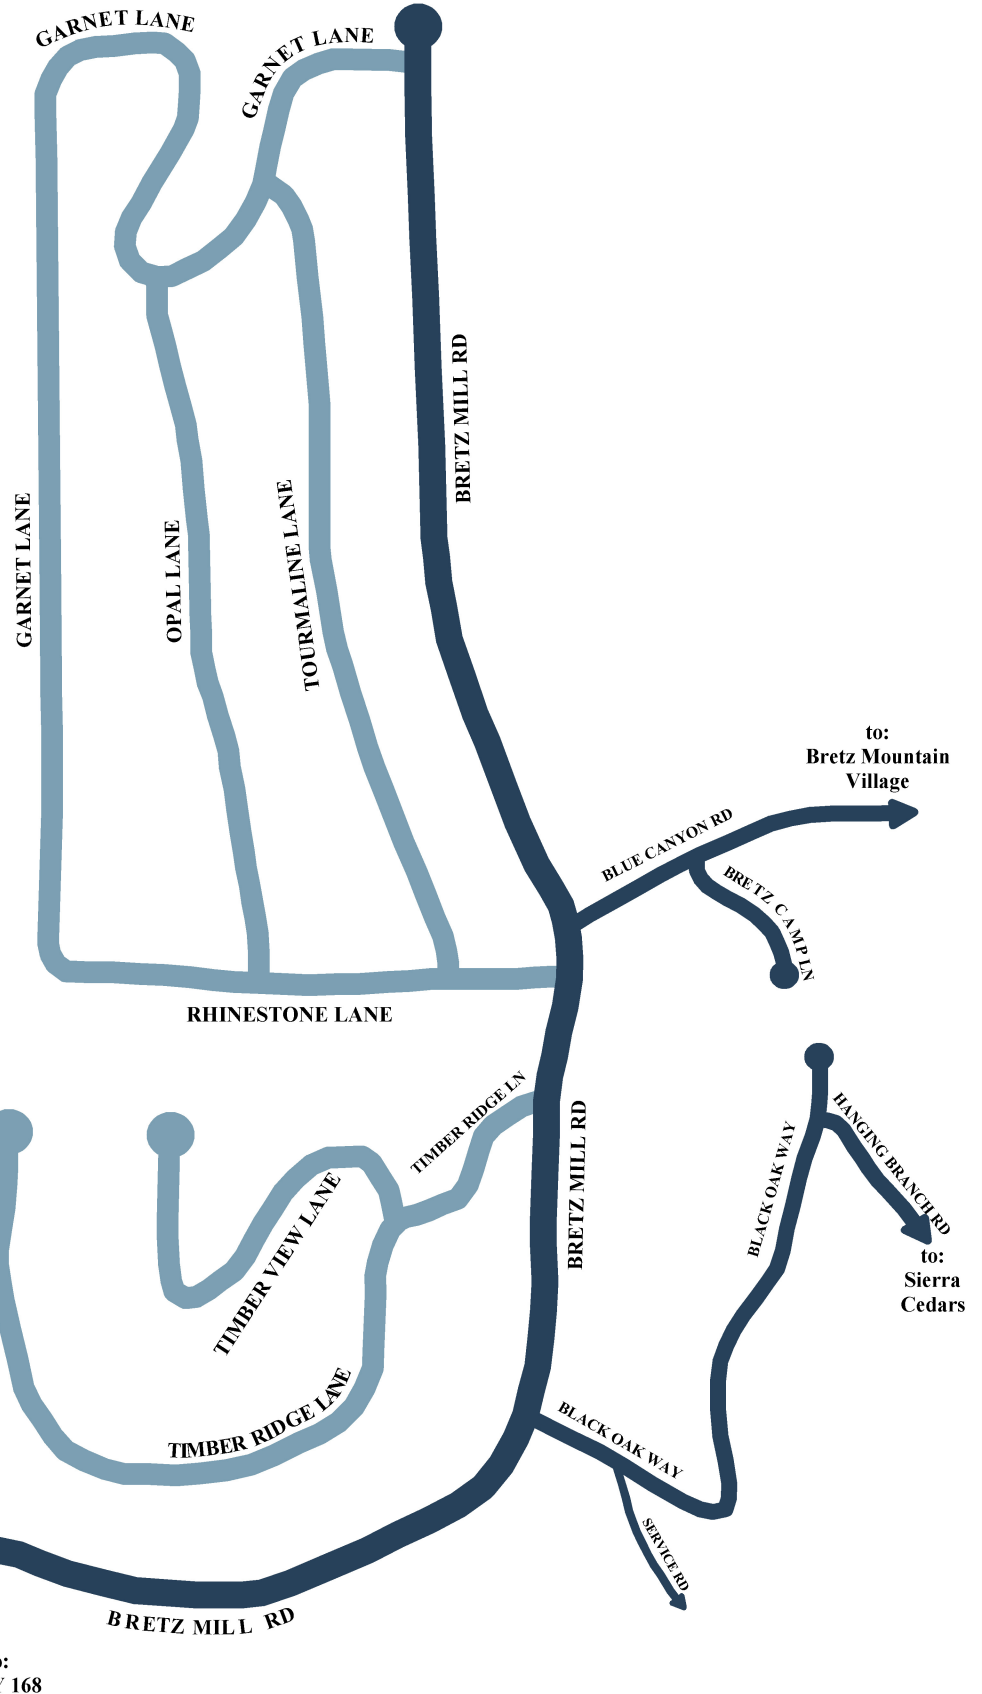 GARNET LANE
GARNET LANE
BRETZ MILL RD
GARNET LANE
OPAL LANE
TOURMALINE LANE
to:
Bretz Mountain
Village
BLUE CANYON RD
BRETZ CAMP LN
RHINESTONE LANE
TIMBER RIDGE LN
BRETZ MILL RD
HANGING BRANCH RD
BLACK OAK WAY
TIMBER VIEW LANE
to:
Sierra
Cedars
TIMBER RIDGE LANE
BLACK OAK WAY
SERVICE RD
BRETZ MILL RD
168